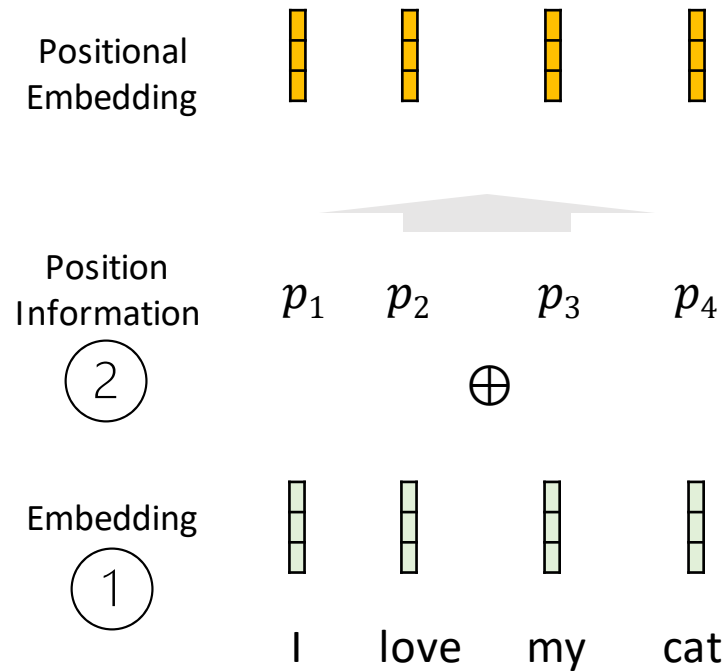 Positional
Embedding
Position
Information
p₁ p₂ p₃ p₄
②
⊕
Embedding
①
I love my cat